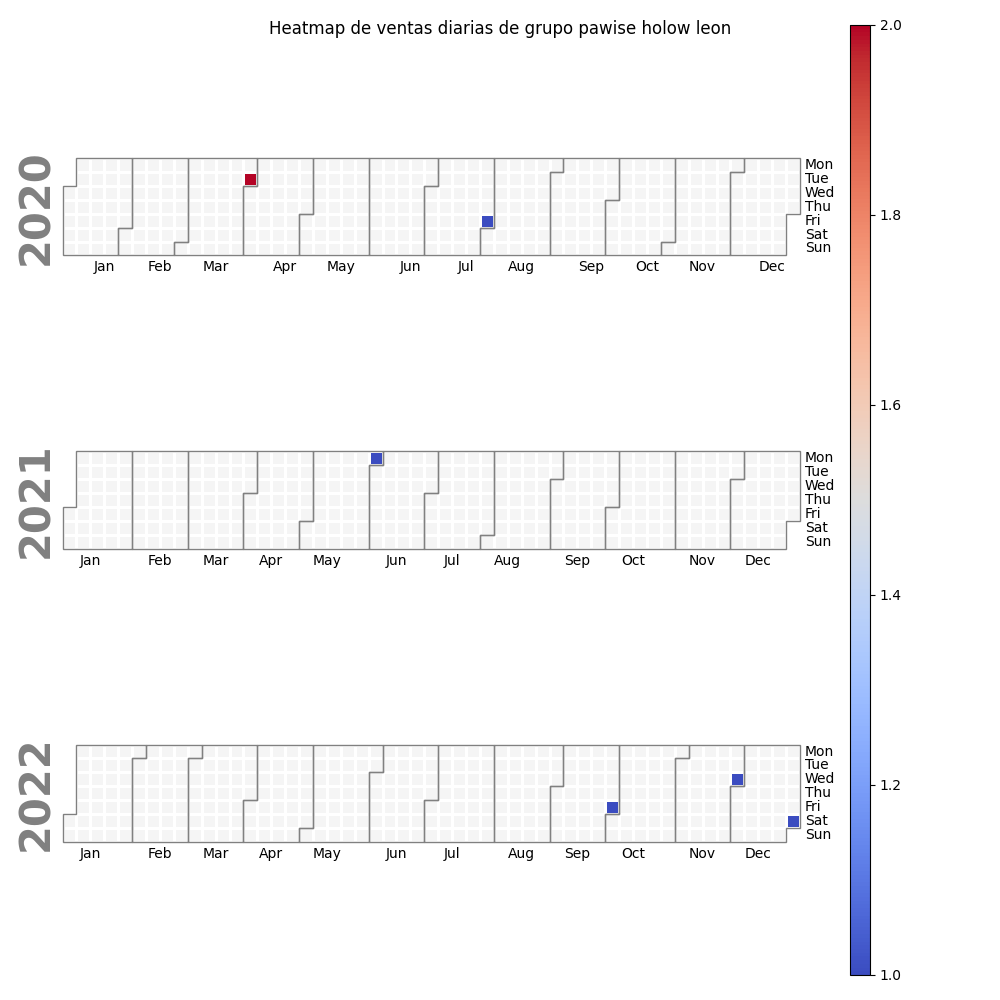 Heatmap de ventas diarias de grupo pawise holow leon
2.0
1.8
1.6
1.4
1.2
1.0
2020
Mon
Tue
Wed
Thu
Fri
Sat
Sun
Jan Feb Mar Apr May Jun Jul Aug Sep Oct Nov Dec
2021
Mon
Tue
Wed
Thu
Fri
Sat
Sun
Jan Feb Mar Apr May Jun Jul Aug Sep Oct Nov Dec
2022
Mon
Tue
Wed
Thu
Fri
Sat
Sun
Jan Feb Mar Apr May Jun Jul Aug Sep Oct Nov Dec